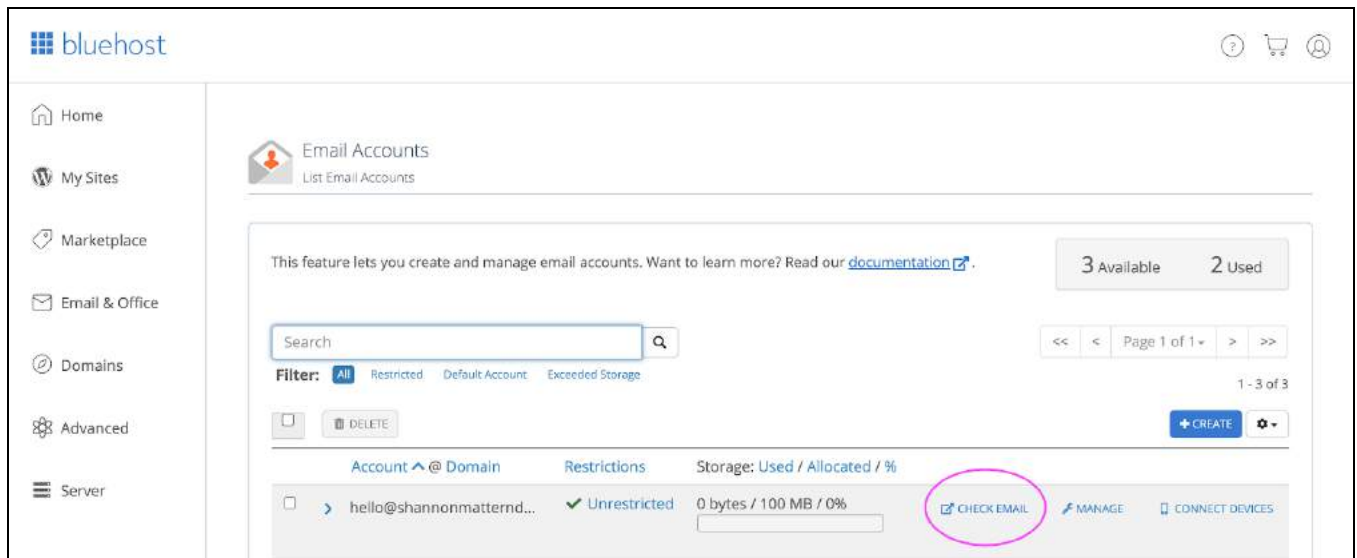 bluehost
Home
My Sites
Marketplace
Email & Office
Domains
Advanced
Server
Email Accounts
List Email Accounts
This feature lets you create and manage email accounts. Want to learn more? Read our documentation.
3 Available 2 Used
Search
<< < Page 1 of 1 > >>
Filter: All Restricted Default Account Exceeded Storage
1 - 3 of 3
DELETE
+ CREATE
Account @ Domain Restrictions Storage: Used / Allocated / %
hello@shannonmatternd... Unrestricted 0 bytes / 100 MB / 0% CHECK EMAIL MANAGE CONNECT DEVICES